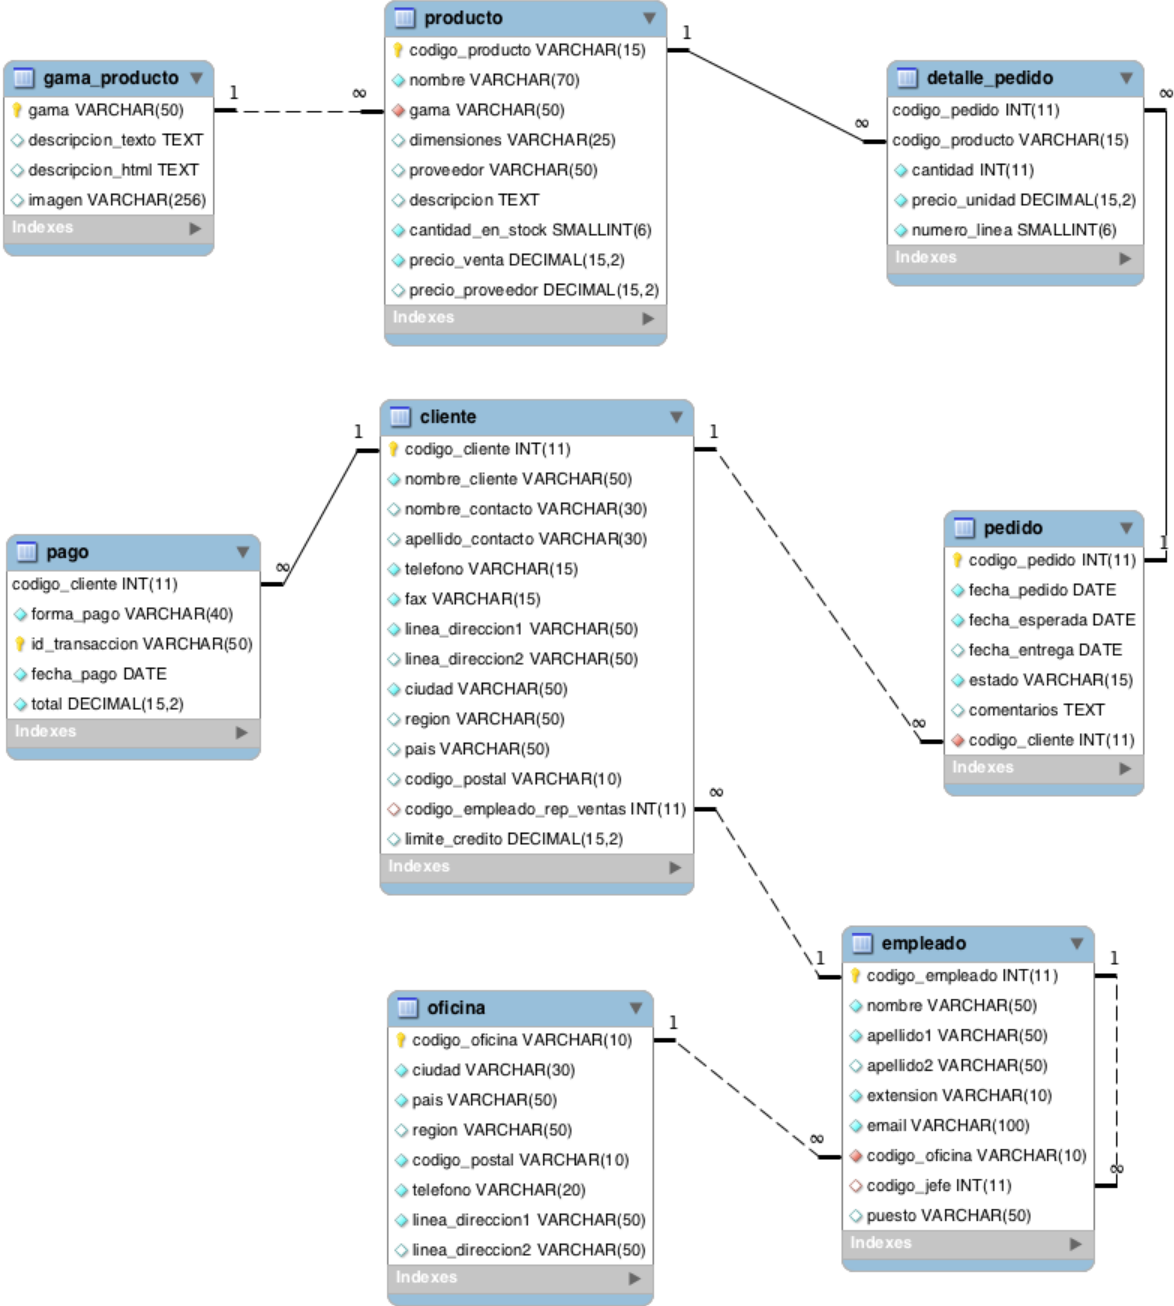 producto
codigo_producto VARCHAR(15)
nombre VARCHAR(70)
gama VARCHAR(50)
dimensiones VARCHAR(25)
proveedor VARCHAR(50)
descripcion TEXT
cantidad_en_stock SMALLINT(6)
precio_venta DECIMAL(15,2)
precio_proveedor DECIMAL(15,2)
Indexes
gama_producto
gama VARCHAR(50)
descripcion_texto TEXT
descripcion_html TEXT
imagen VARCHAR(256)
Indexes
1
∞
1
∞
detalle_pedido
codigo_pedido INT(11)
codigo_producto VARCHAR(15)
cantidad INT(11)
precio_unidad DECIMAL(15,2)
numero_linea SMALLINT(6)
Indexes
∞
1
cliente
codigo_cliente INT(11)
nombre_cliente VARCHAR(50)
nombre_contacto VARCHAR(30)
apellido_contacto VARCHAR(30)
telefono VARCHAR(15)
fax VARCHAR(15)
linea_direccion1 VARCHAR(50)
linea_direccion2 VARCHAR(50)
ciudad VARCHAR(50)
region VARCHAR(50)
pais VARCHAR(50)
codigo_postal VARCHAR(10)
codigo_empleado_rep_ventas INT(11)
limite_credito DECIMAL(15,2)
Indexes
1
∞
1
∞
∞
1
pago
codigo_cliente INT(11)
forma_pago VARCHAR(40)
id_transaccion VARCHAR(50)
fecha_pago DATE
total DECIMAL(15,2)
Indexes
pedido
codigo_pedido INT(11)
fecha_pedido DATE
fecha_esperada DATE
fecha_entrega DATE
estado VARCHAR(15)
comentarios TEXT
codigo_cliente INT(11)
Indexes
empleado
codigo_empleado INT(11)
nombre VARCHAR(50)
apellido1 VARCHAR(50)
apellido2 VARCHAR(50)
extension VARCHAR(10)
email VARCHAR(100)
codigo_oficina VARCHAR(10)
codigo_jefe INT(11)
puesto VARCHAR(50)
Indexes
1
∞
oficina
codigo_oficina VARCHAR(10)
ciudad VARCHAR(30)
pais VARCHAR(50)
region VARCHAR(50)
codigo_postal VARCHAR(10)
telefono VARCHAR(20)
linea_direccion1 VARCHAR(50)
linea_direccion2 VARCHAR(50)
Indexes
1
∞